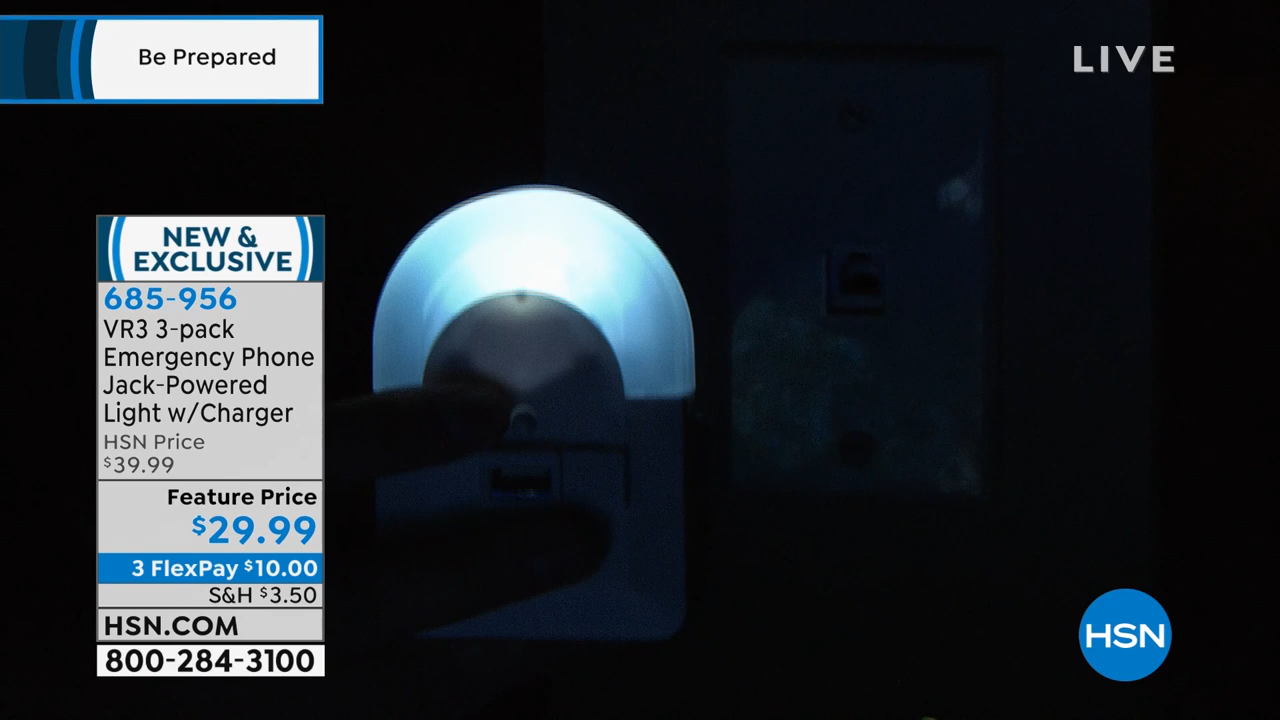 Be Prepared
LIVE
NEW &
EXCLUSIVE
685-956
VR3 3-pack
Emergency Phone
Jack-Powered
Light w/Charger
HSN Price
$39.99
Feature Price
$29.99
3 FlexPay $10.00
S&H $3.50
HSN.COM
800-284-3100
HSN